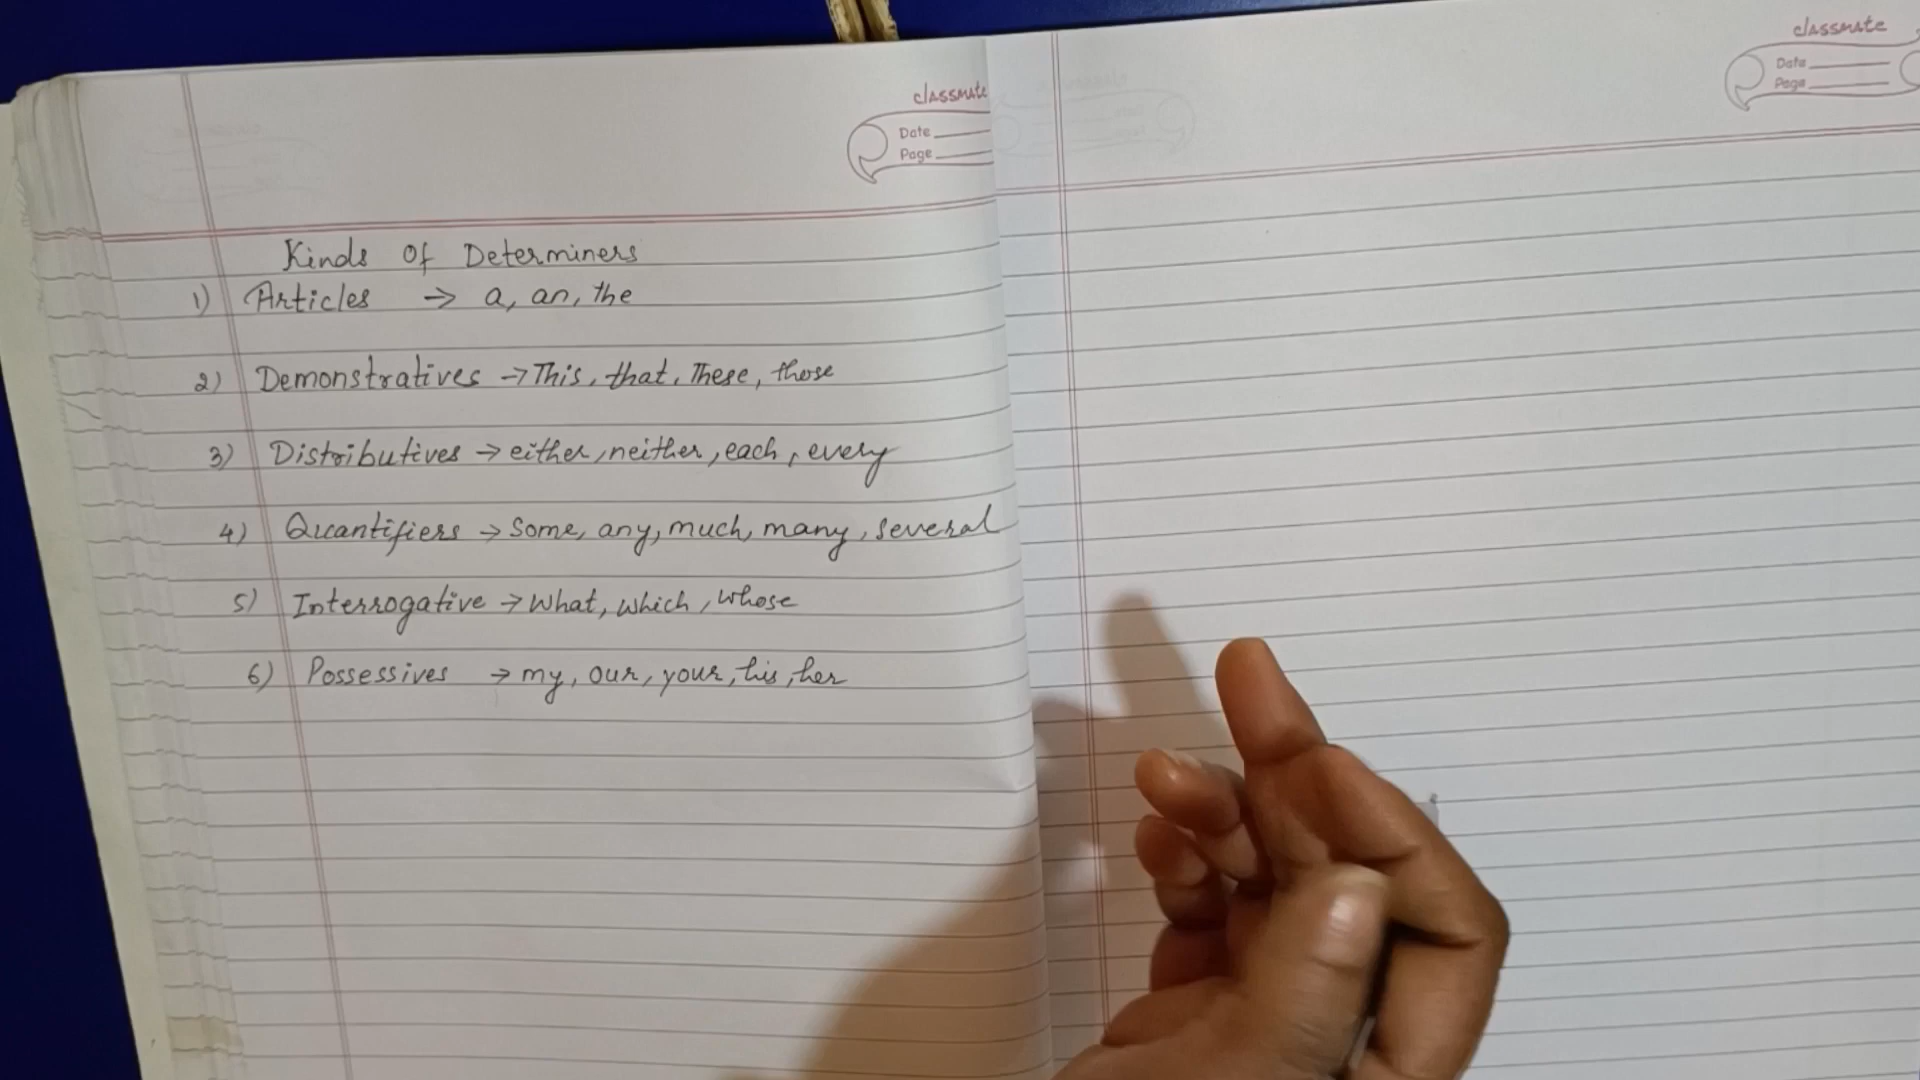 classmate
Date
Page
classmate
Date
Page
Kinds Of Determiners
1) Articles → a, an, the
2) Demonstratives → This, that, These, those
3) Distributives → either, neither, each, every
4) Quantifiers → Some, any, much, many, several
5) Interrogative → What, which, whose
6) Possessives → my, our, your, his, her